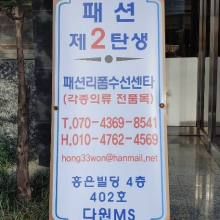 패션
제2탄생
패션리폼수선센타
(각종의류 전품목)
T,070-4369-8541
H,010-4762-4569
hong33won@hanmail,net
홍은빌딩 4층
402호
다원MS